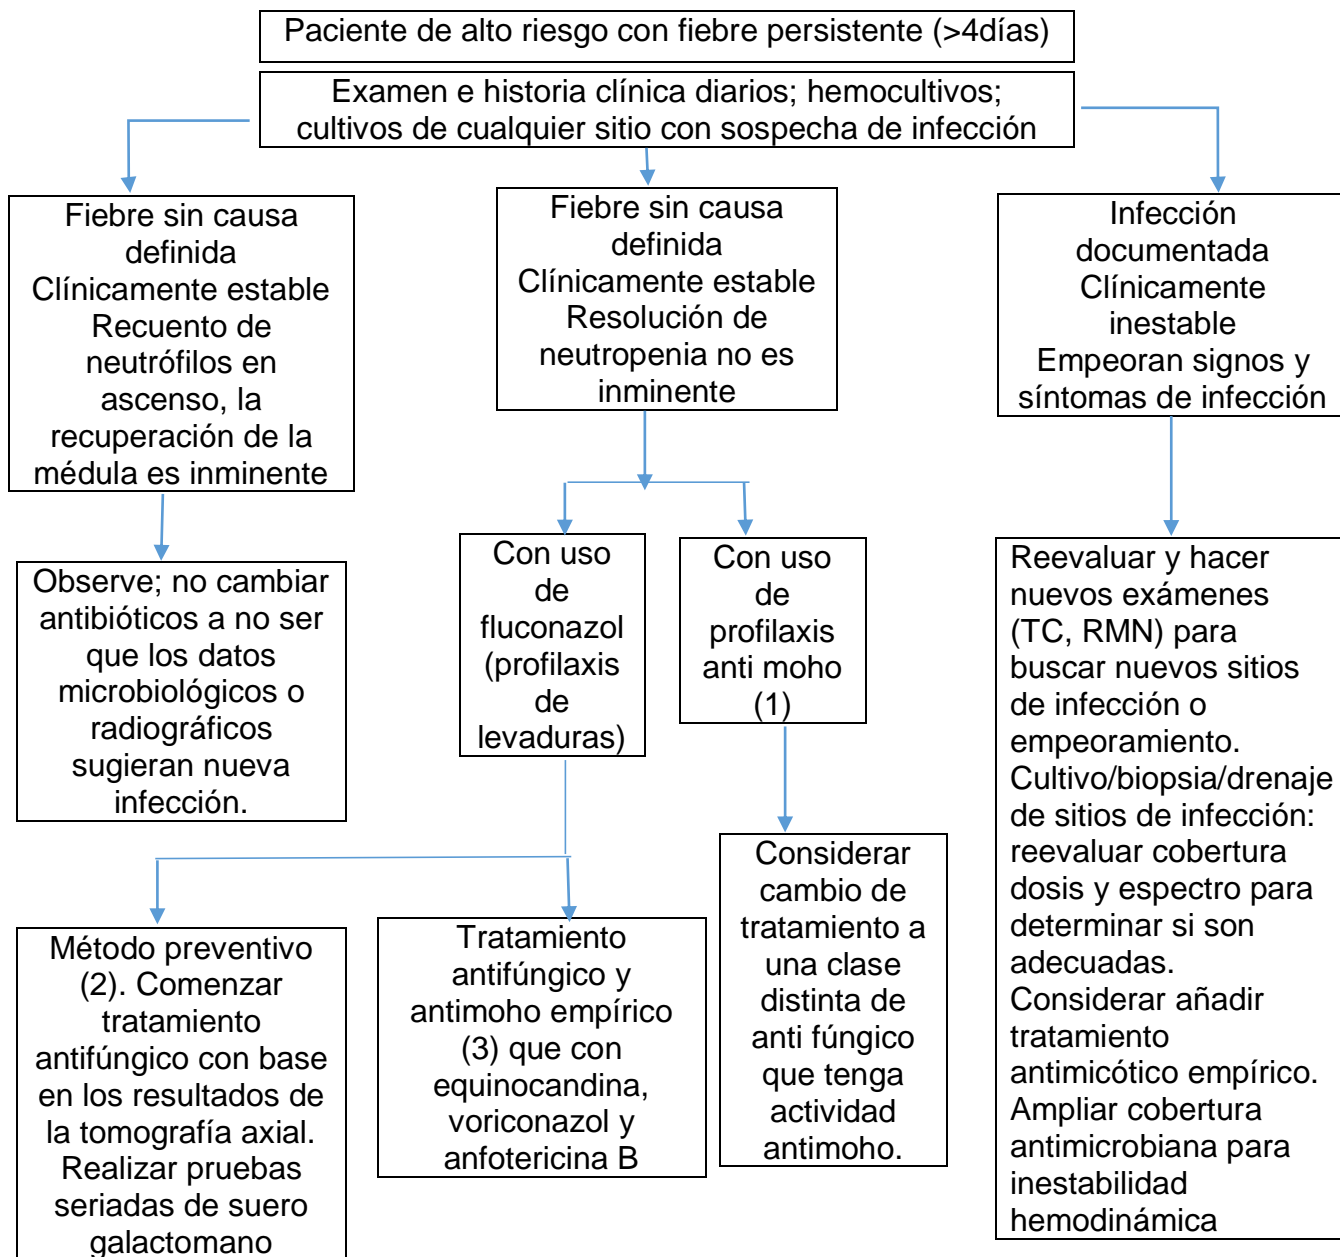 Paciente de alto riesgo con fiebre persistente (>4días)
Examen e historia clínica diarios; hemocultivos;
cultivos de cualquier sitio con sospecha de infección
Fiebre sin causa
definida
Clínicamente estable
Recuento de
neutrófilos en
ascenso, la
recuperación de la
médula es inminente
Fiebre sin causa
definida
Clínicamente estable
Resolución de
neutropenia no es
inminente
Infección
documentada
Clínicamente
inestable
Empeoran signos y
síntomas de infección
Observe; no cambiar
antibióticos a no ser
que los datos
microbiológicos o
radiográficos
sugieran nueva
infección.
Con uso
de
fluconazol
(profilaxis
de
levaduras)
Con uso
de
profilaxis
anti moho
(1)
Reevaluar y hacer
nuevos exámenes
(TC, RMN) para
buscar nuevos sitios
de infección o
empeoramiento.
Cultivo/biopsia/drenaje
de sitios de infección:
reevaluar cobertura
dosis y espectro para
determinar si son
adecuadas.
Considerar añadir
tratamiento
antimicótico empírico.
Ampliar cobertura
antimicrobiana para
inestabilidad
hemodinámica
Método preventivo
(2). Comenzar
tratamiento
antifúngico con base
en los resultados de
la tomografía axial.
Realizar pruebas
seriadas de suero
galactomano
Tratamiento
antifúngico y
antimoho empírico
(3) que con
equinocandina,
voriconazol y
anfotericina B
Considerar
cambio de
tratamiento a
una clase
distinta de
anti fúngico
que tenga
actividad
antimoho.